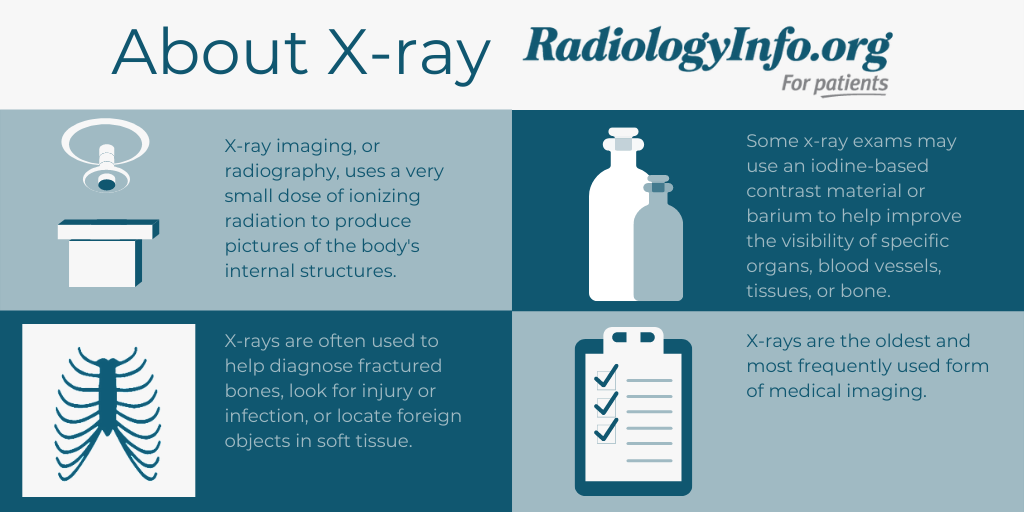 About X-ray
RadiologyInfo.org
For patients
X-ray imaging, or
radiography, uses a very
small dose of ionizing
radiation to produce
pictures of the body's
internal structures.
Some x-ray exams may
use an iodine-based
contrast material or
barium to help improve
the visibility of specific
organs, blood vessels,
tissues, or bone.
X-rays are often used to
help diagnose fractured
bones, look for injury or
infection, or locate foreign
objects in soft tissue.
X-rays are the oldest and
most frequently used form
of medical imaging.